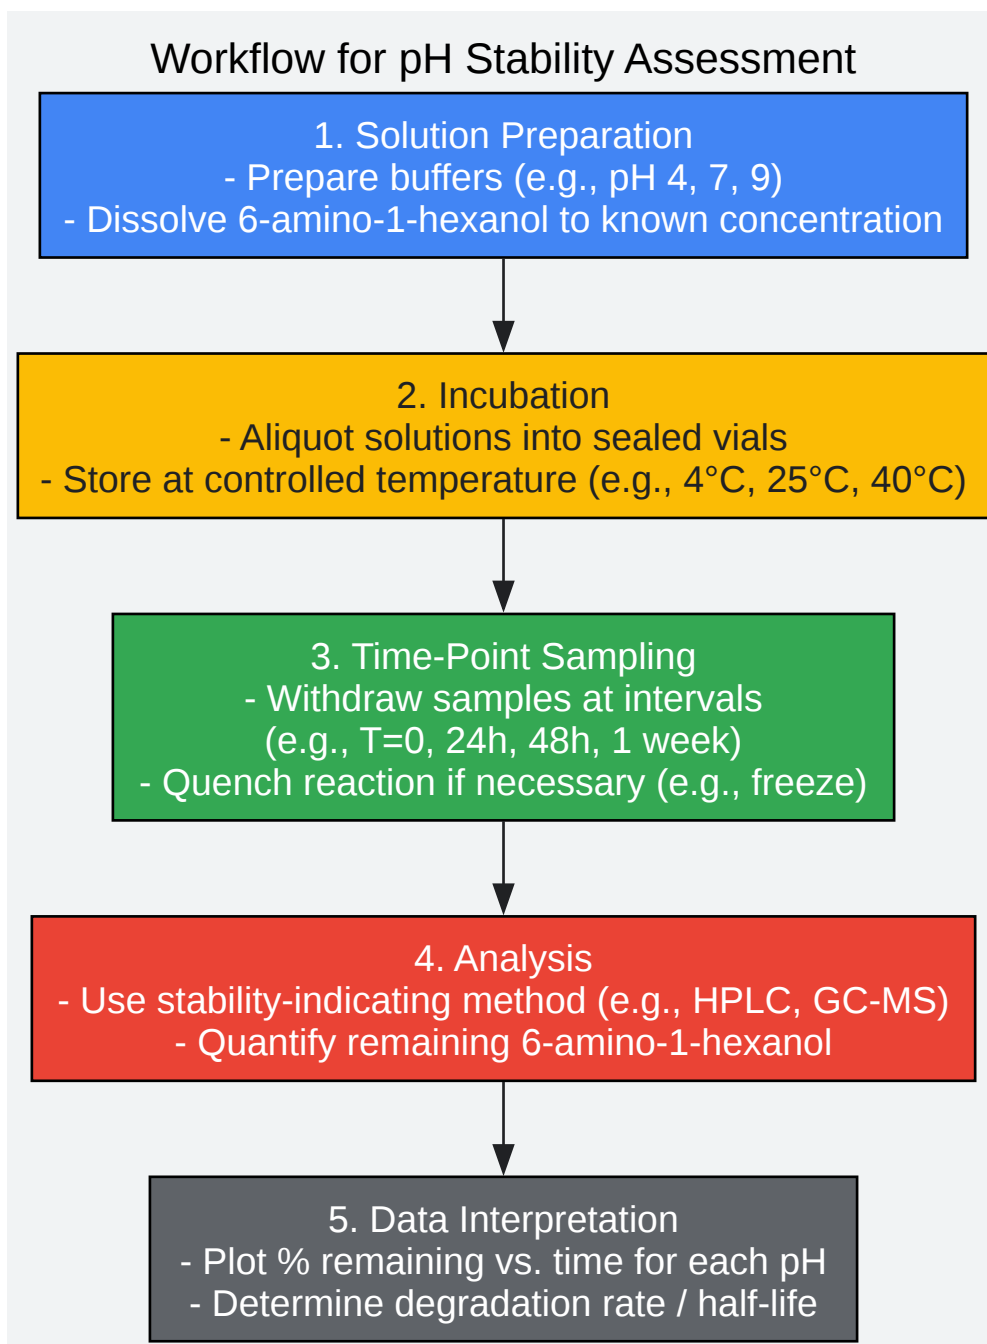 Workflow for pH Stability Assessment
1. Solution Preparation
- Prepare buffers (e.g., pH 4, 7, 9)
- Dissolve 6-amino-1-hexanol to known concentration
2. Incubation
- Aliquot solutions into sealed vials
- Store at controlled temperature (e.g., 4°C, 25°C, 40°C)
3. Time-Point Sampling
- Withdraw samples at intervals
(e.g., T=0, 24h, 48h, 1 week)
- Quench reaction if necessary (e.g., freeze)
4. Analysis
- Use stability-indicating method (e.g., HPLC, GC-MS)
- Quantify remaining 6-amino-1-hexanol
5. Data Interpretation
- Plot % remaining vs. time for each pH
- Determine degradation rate / half-life